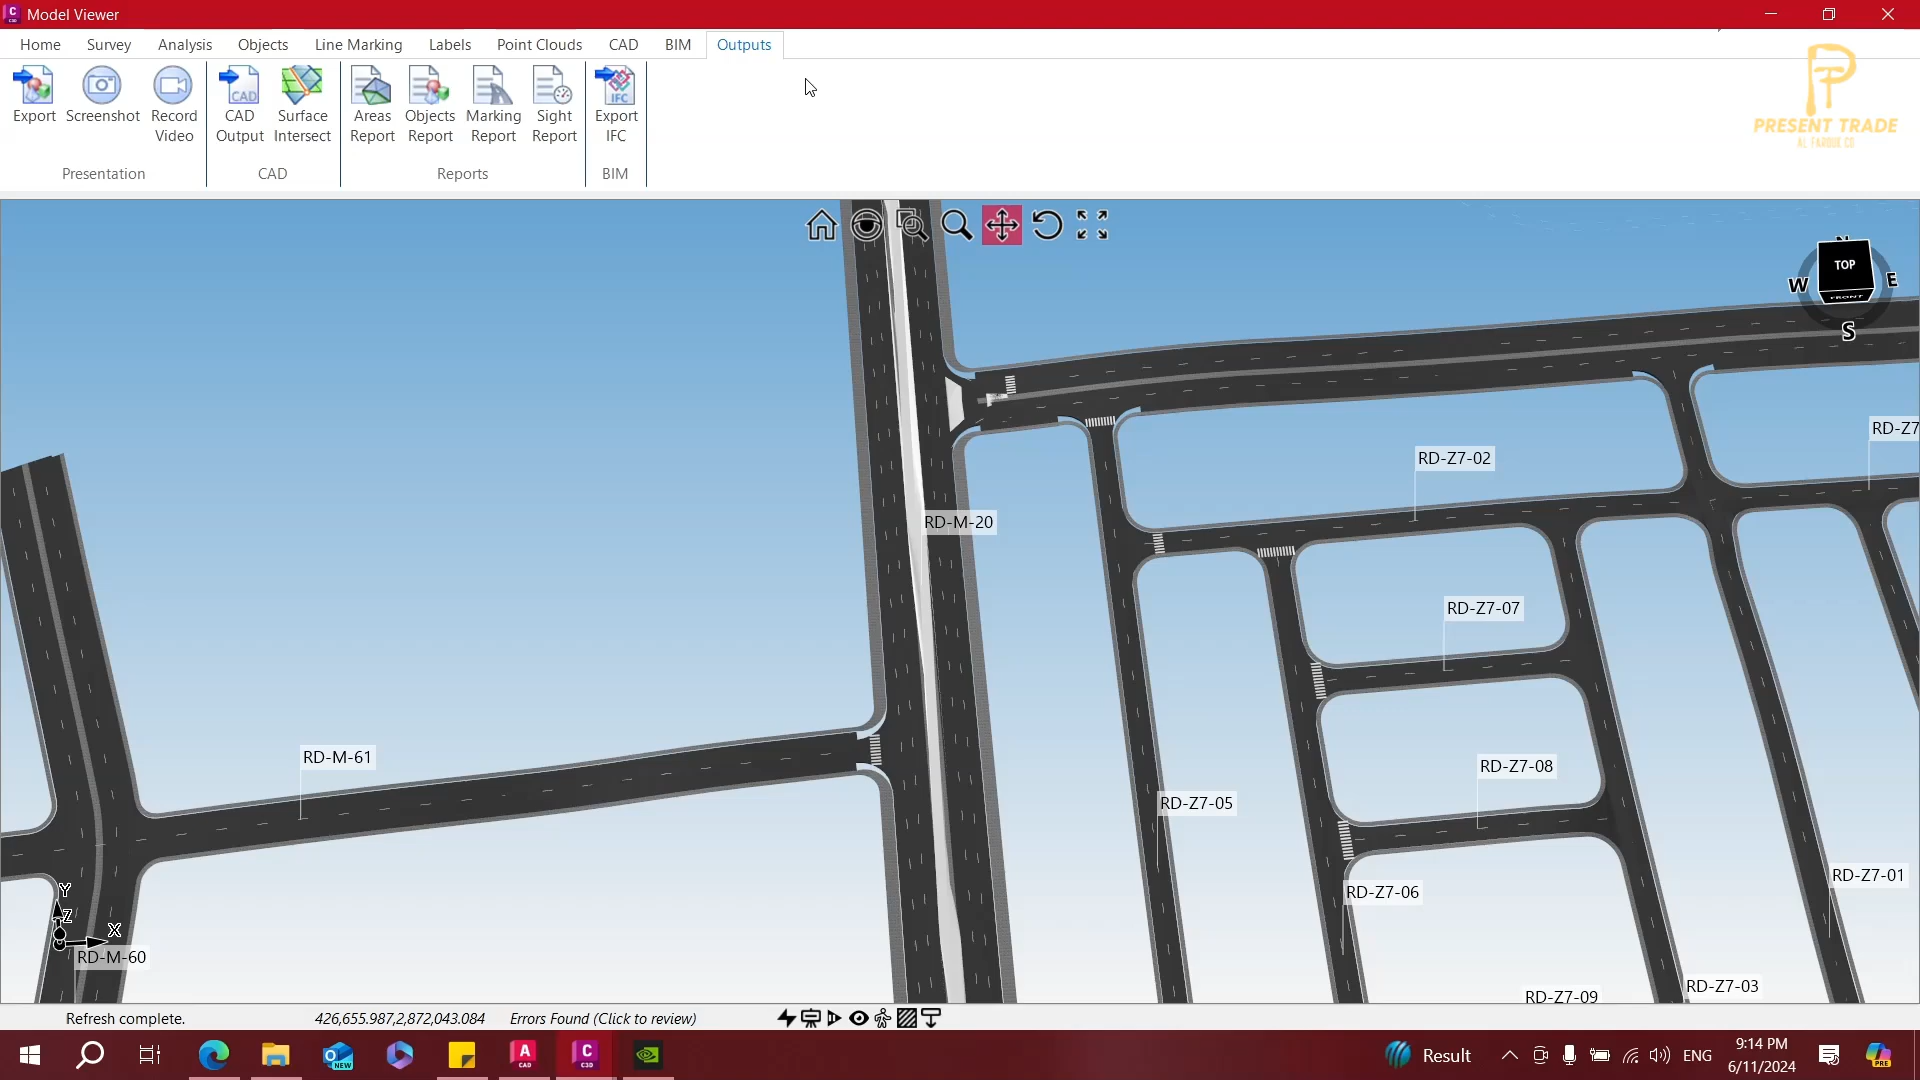 Model Viewer
Home Survey Analysis Objects Line Marking Labels Point Clouds CAD BIM Outputs
Export Screenshot Record Video CAD Output Surface Intersect Areas Report Objects Report Marking Report Sight Report Export IFC
Presentation CAD Reports BIM
PRESENT TRADE
AL FAROUK CO
N
TOP
FRONT
W
E
S
RD-Z7
RD-Z7-02
RD-M-20
RD-Z7-07
RD-M-61
RD-Z7-08
RD-Z7-05
RD-Z7-01
RD-Z7-06
Y
Z
X
RD-M-60
RD-Z7-03
RD-Z7-09
Refresh complete. 426,655.987,2,872,043.084 Errors Found (Click to review)
Result
ENG
9:14 PM
6/11/2024